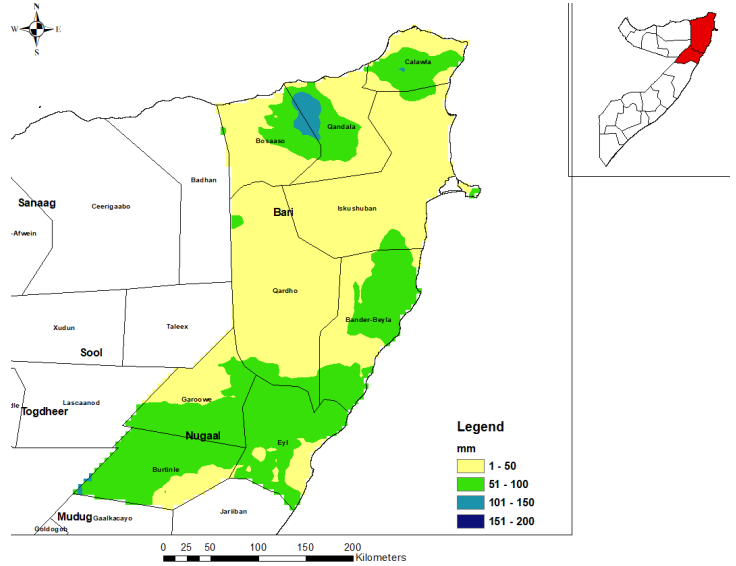 N
W E
S
Calawla
Qandala
Bosaaso
Badhan
Sanaag
Ceerigaabo
Iskushuban
Bari
-Afwein
Qardho
Bander-Beyla
Xudun
Taleex
Sool
Garoowe
Lascaanod
dle
Togdheer
Nugaal
Eyl
Burtinle
Jariiban
Mudug
Gaalkacayo
Goldogob
Legend
mm
1 - 50
51 - 100
101 - 150
151 - 200
0 25 50 100 150 200
Kilometers